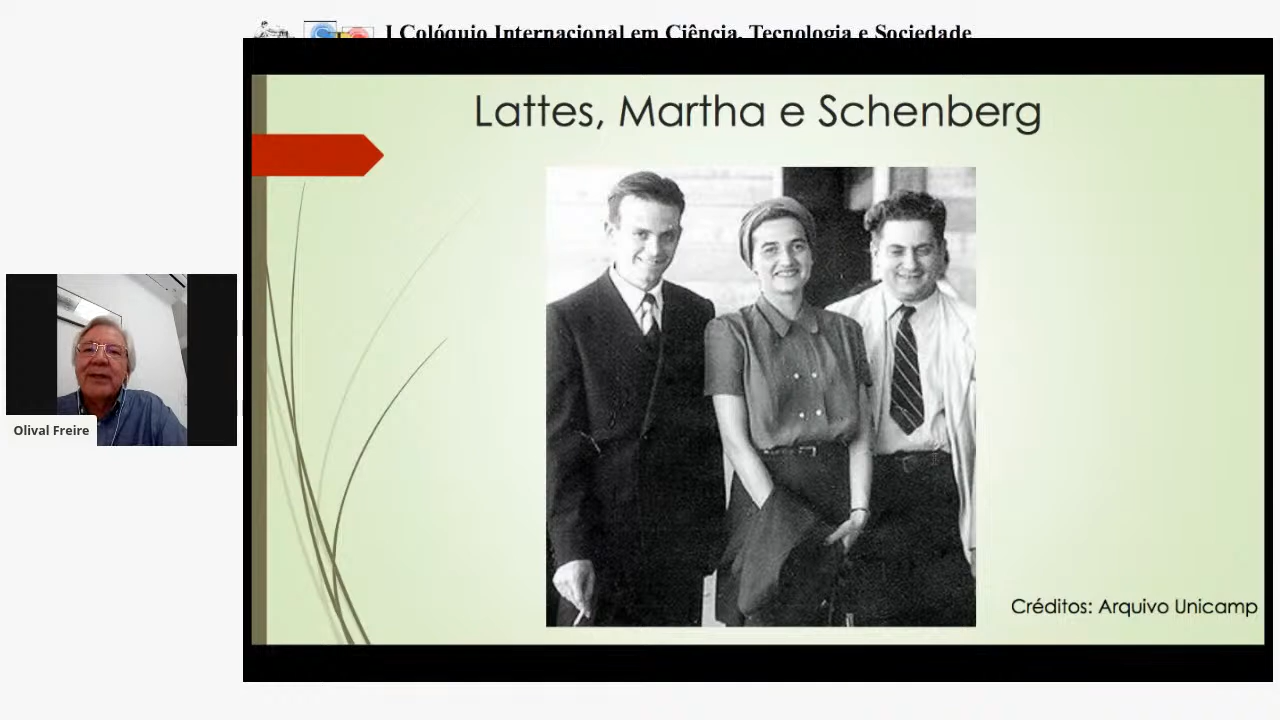 I Colóquio Internacional em Ciência, Tecnologia e Sociedade
Lattes, Martha e Schenberg
Olival Freire
Créditos: Arquivo Unicamp